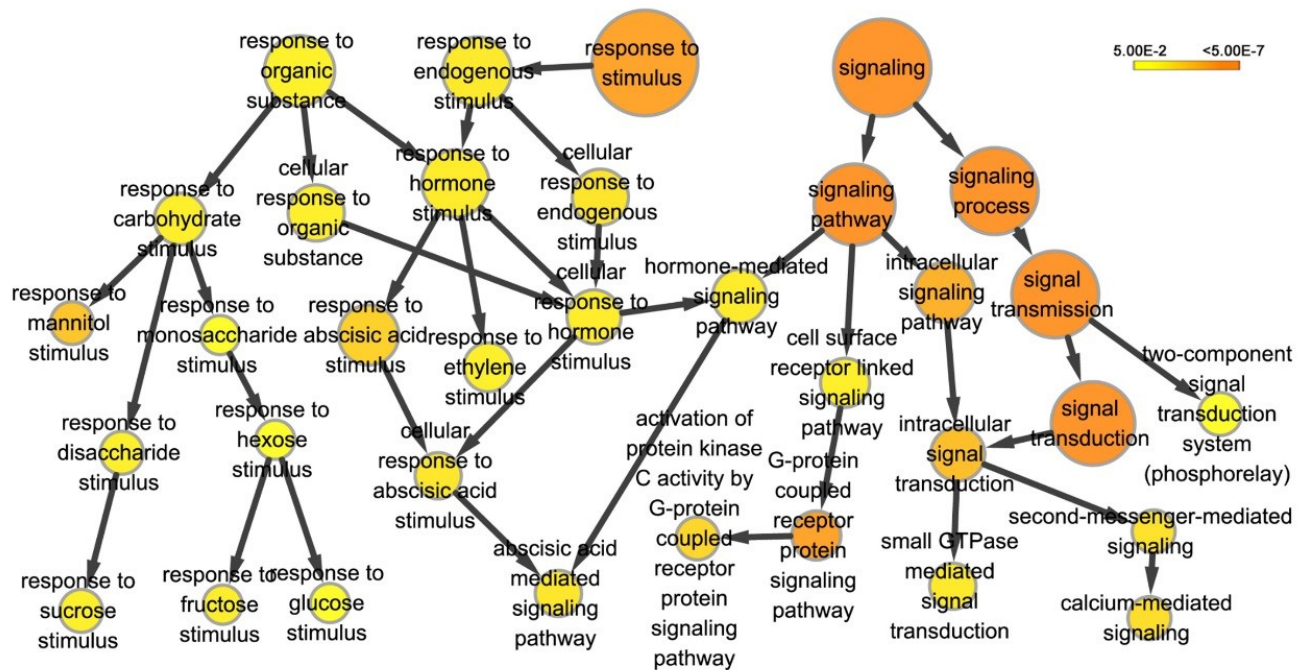 response to
organic
substance
response to
endogenous
stimulus
response to
stimulus
signaling
5.00E-2
<5.00E-7
response to
carbohydrate
stimulus
cellular
response to
organic
substance
response to
hormone
stimulus
cellular
response to
endogenous
stimulus
signaling
pathway
signaling
process
response to
mannitol
stimulus
response to
monosaccharide
stimulus
response to
abscisic acid
stimulus
response to
ethylene
stimulus
cellular
response to
hormone
stimulus
hormone-mediated
signaling
pathway
intracellular
signaling
pathway
signal
transmission
cell surface
receptor linked
signaling
pathway
two-component
signal
transduction
system
(phosphorelay)
response to
disaccharide
stimulus
response to
hexose
stimulus
cellular
response to
abscisic acid
stimulus
activation of
protein kinase
C activity by
G-protein
coupled
receptor
protein
signaling
pathway
G-protein
coupled
receptor
protein
signaling
pathway
intracellular
signal
transduction
signal
transduction
response to
sucrose
stimulus
response to
fructose
stimulus
response to
glucose
stimulus
abscisic acid
mediated
signaling
pathway
small GTPase
mediated
signal
transduction
second-messenger-mediated
signaling
calcium-mediated
signaling